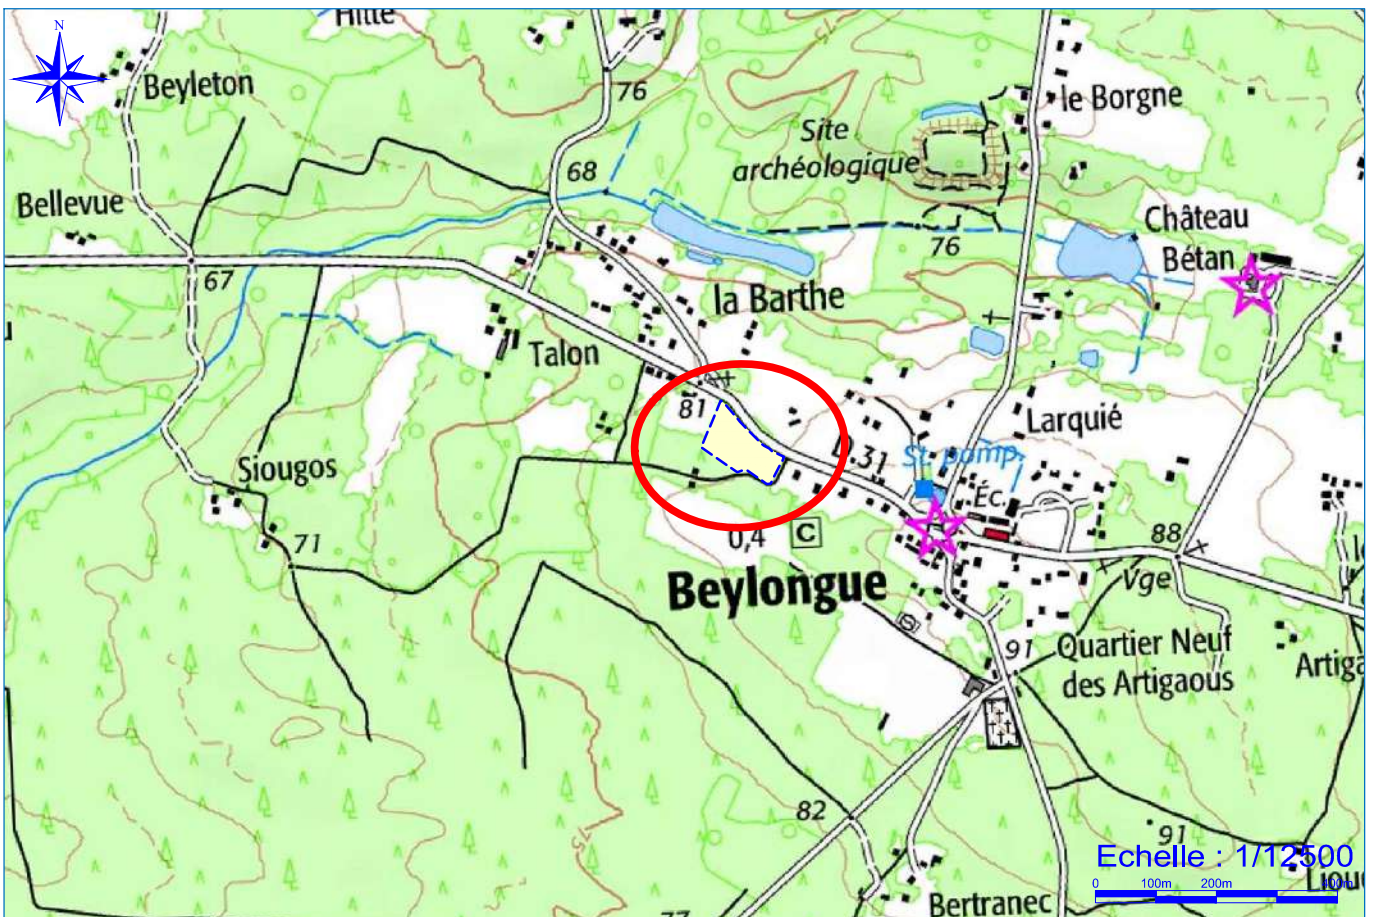 Hitte
N
Beyleton
76
le Borgne
Site
archéologique
68
Bellevue
Château
Bétan
76
67
la Barthe
Talon
81
Larquié
D.31
St. pomp.
Siougos
Éc.
0,4
C
88
71
Vge
Beylongue
S
91
Quartier Neuf
des Artigaous
Artiga
82
91
Echelle : 1/12500
0 100m 200m 400m
Liou
Bertranec
77